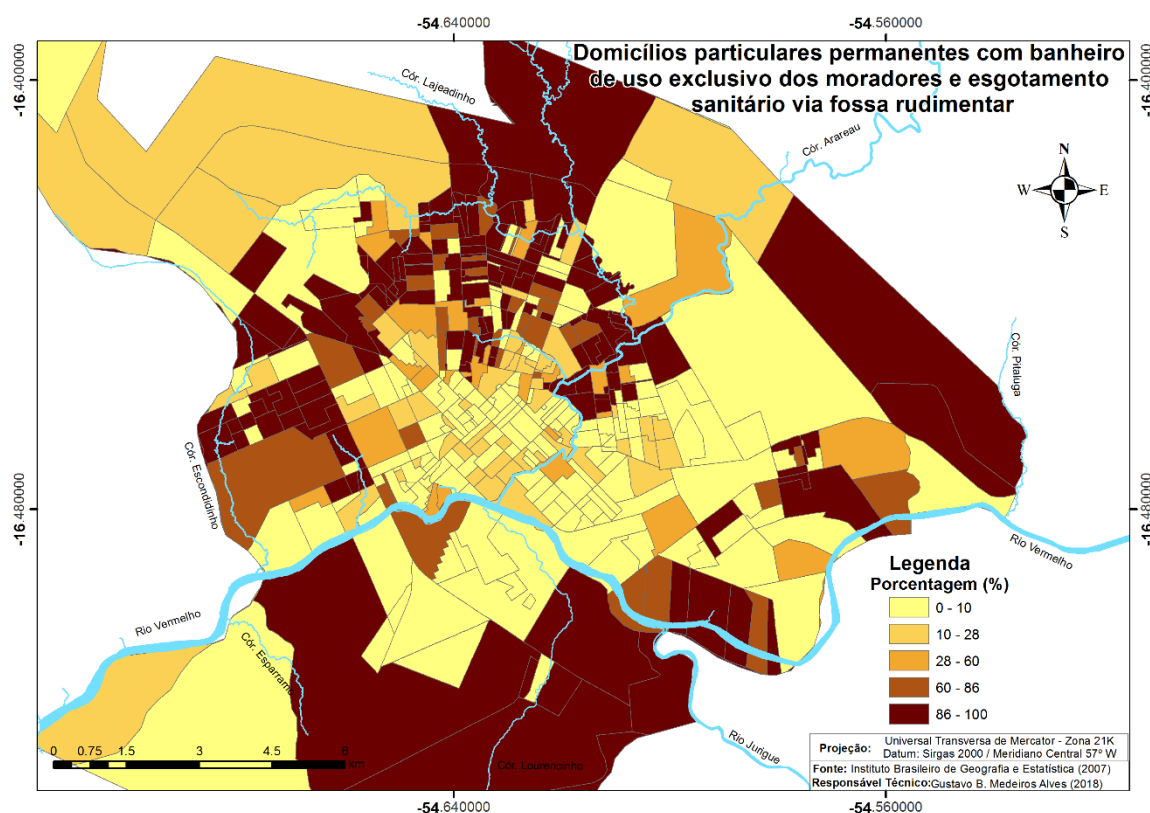 -54.640000
-54.560000
Domicílios particulares permanentes com banheiro
de uso exclusivo dos moradores e esgotamento
sanitário via fossa rudimentar
-16.400000
-16.400000
Cór. Lajeadinho
Cór. Arareau
N
W
E
S
Cór. Pitaluga
Cór. Escondidinho
-16.480000
-16.480000
Rio Vermelho
Legenda
Porcentagem (%)
0 - 10
10 - 28
28 - 60
60 - 86
86 - 100
Rio Vermelho
Cór. Esparramo
Rio Jurigue
Cór. Lourencinho
0 0.75 1.5 3 4.5 6
km
Projeção: Universal Transversa de Mercator - Zona 21K
Datum: Sirgas 2000 / Meridiano Central 57º W
Fonte: Instituto Brasileiro de Geografia e Estatística (2007)
Responsável Técnico:Gustavo B. Medeiros Alves (2018)
-54.640000
-54.560000